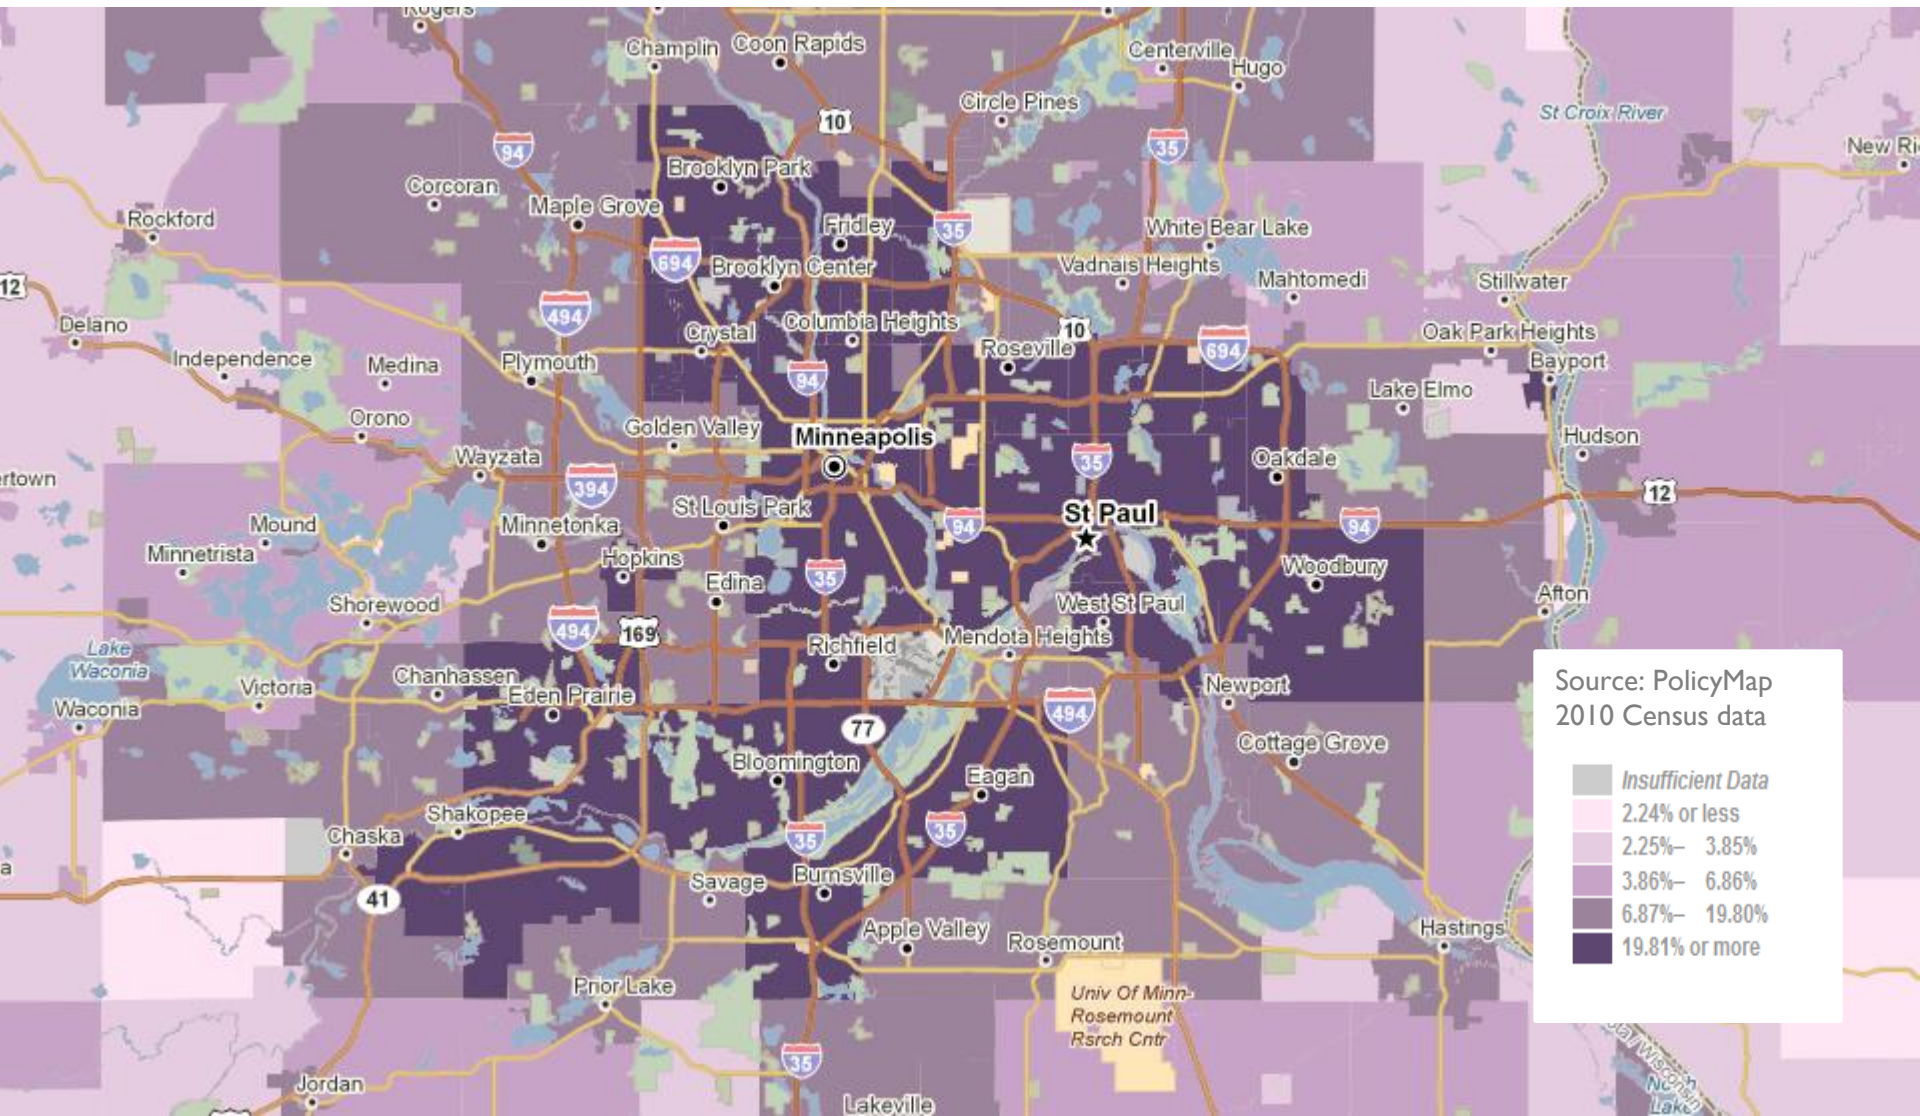 Rogers
Champlin
Coon Rapids
Centerville
Hugo
Circle Pines
10
St Croix River
94
35
Brooklyn Park
Corcoran
Maple Grove
Rockford
Fridley
35
White Bear Lake
694
Brooklyn Center
Vadnais Heights
Mahtomedi
Stillwater
12
494
Delano
Crystal
Columbia Heights
10
Oak Park Heights
Independence
Medina
Plymouth
Roseville
694
Bayport
94
Lake Elmo
Orono
Golden Valley
Minneapolis
Hudson
Wayzata
394
35
Oakdale
12
St Louis Park
Mound
Minnetonka
94
St Paul
94
Minnetrista
Hopkins
35
Edina
Woodbury
Shorewood
West St Paul
Afton
494
169
Lake
Waconia
Richfield
Mendota Heights
Chanhassen
Victoria
Eden Prairie
Newport
Waconia
77
494
Bloomington
Cottage Grove
Eagan
Shakopee
Chaska
35
35
Savage
Burnsville
41
Apple Valley
Rosemount
Hastings
Prior Lake
Univ Of Minn-
Rosemount
Rsrch Cntr
35
Jordan
Lakeville
Source: PolicyMap
2010 Census data
Insufficient Data
2.24% or less
2.25%– 3.85%
3.86%– 6.86%
6.87%– 19.80%
19.81% or more